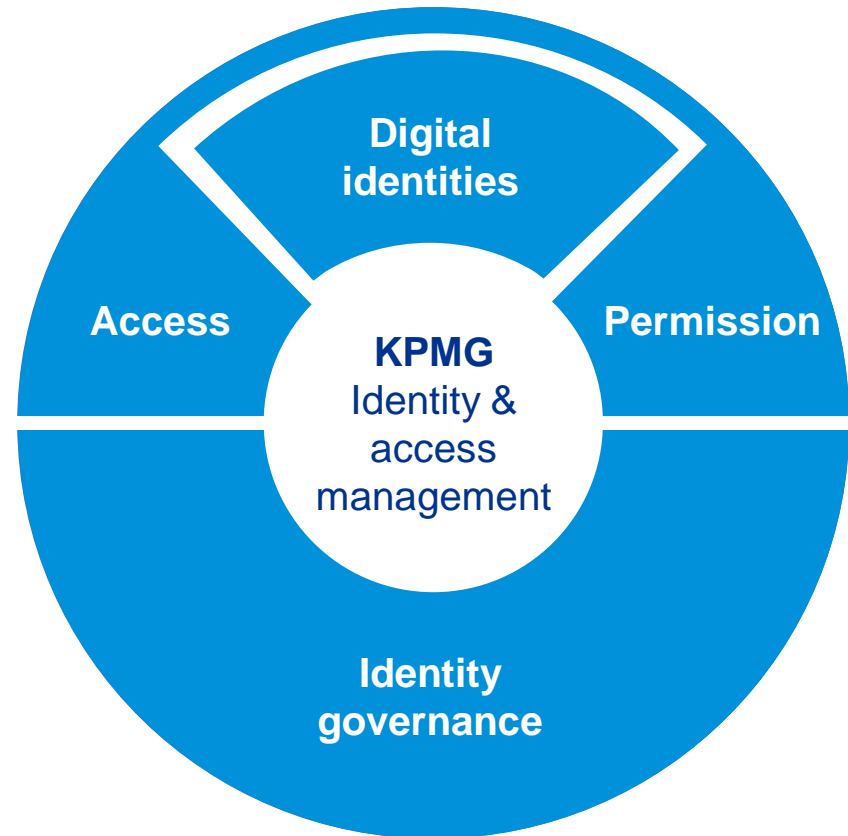 Digital
identities
Access
Permission
KPMG
Identity &
access
management
Identity
governance